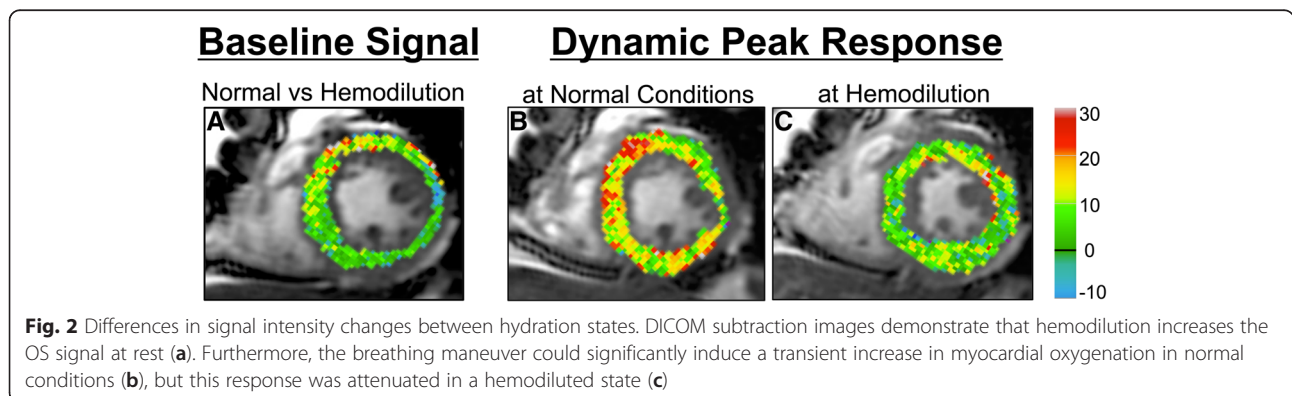 Baseline Signal
Dynamic Peak Response
Normal vs Hemodilution
at Normal Conditions
at Hemodilution
A
B
C
30
20
10
0
-10
Fig. 2 Differences in signal intensity changes between hydration states. DICOM subtraction images demonstrate that hemodilution increases the
OS signal at rest (a). Furthermore, the breathing maneuver could significantly induce a transient increase in myocardial oxygenation in normal
conditions (b), but this response was attenuated in a hemodiluted state (c)